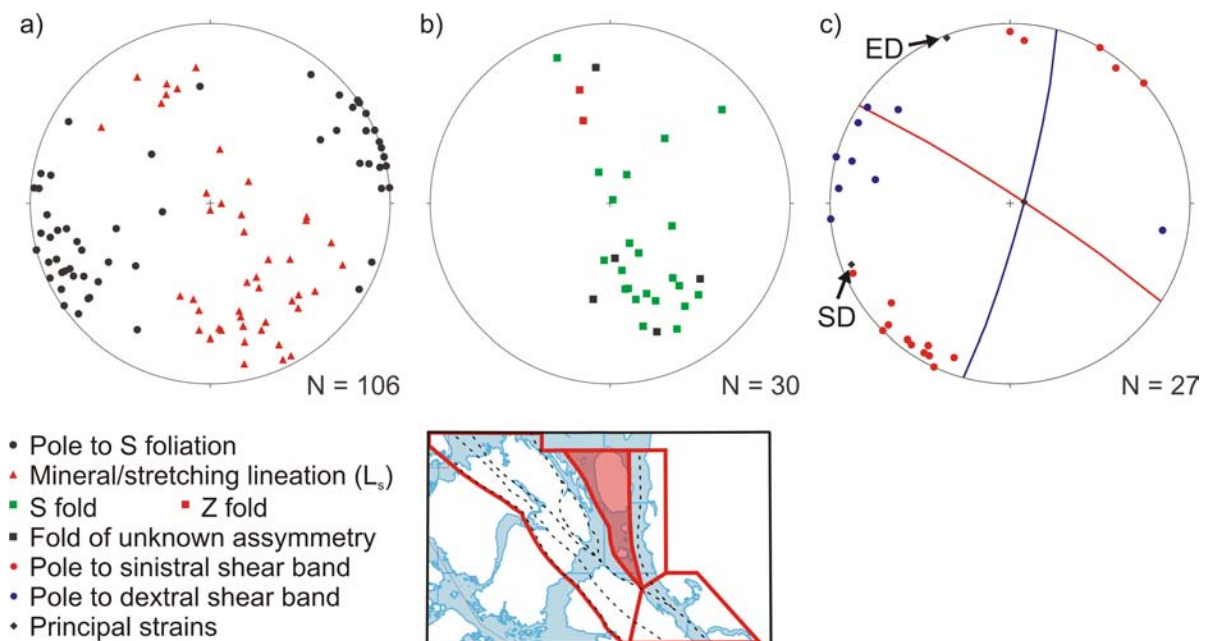 a)
b)
c)
ED
SD
N = 106
N = 30
N = 27
Pole to S foliation
Mineral/stretching lineation (Ls)
S fold Z fold
Fold of unknown assymmetry
Pole to sinistral shear band
Pole to dextral shear band
Principal strains